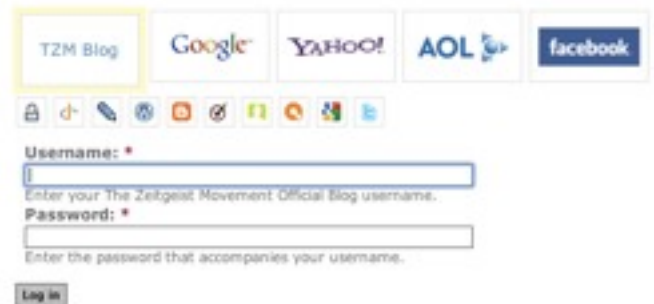 TZM Blog Google YAHOO! AOL facebook
Username: *
Enter your The Zeitgeist Movement Official Blog username.
Password: *
Enter the password that accompanies your username.
Log in